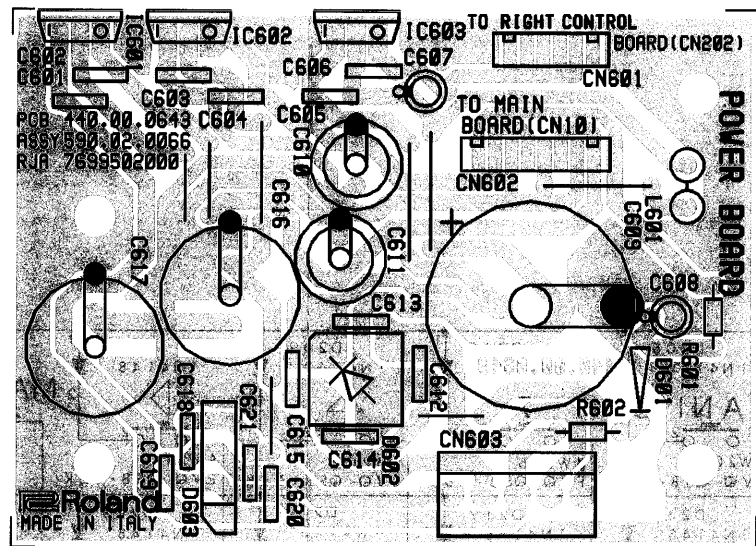 IC601
IC602
IC603
TO RIGHT CONTROL
BOARD(CN202)
C602
C601
C606
C607
CN601
C603
C604
C605
PCB 440.00.0643
ASSY590.02.0066
RJA 7699502000
TO MAIN
BOARD(CN10)
CN602
C610
C616
C611
+
C609
L601
POWER BOARD
C617
C608
C613
C612
D601
R601
R602
C618
C621
C615
C614
D602
CN603
C619
D603
C620
Roland
MADE IN ITALY